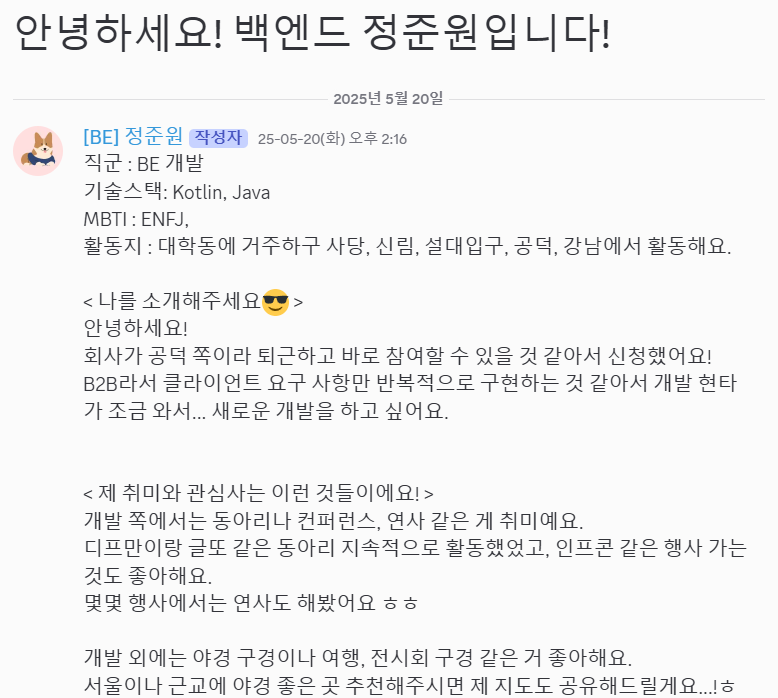 안녕하세요! 백엔드 정준원입니다!
2025년 5월 20일
[BE] 정준원 작성자 25-05-20(화) 오후 2:16
직군 : BE 개발
기술스택: Kotlin, Java
MBTI : ENFJ,
활동지 : 대학동에 거주하구 사당, 신림, 설대입구, 공덕, 강남에서 활동해요.
< 나를 소개해주세요😎 >
안녕하세요!
회사가 공덕 쪽이라 퇴근하고 바로 참여할 수 있을 것 같아서 신청했어요!
B2B라서 클라이언트 요구 사항만 반복적으로 구현하는 것 같아서 개발 현타
가 조금 와서... 새로운 개발을 하고 싶어요.
< 제 취미와 관심사는 이런 것들이에요! >
개발 쪽에서는 동아리나 컨퍼런스, 연사 같은 게 취미예요.
디프만이랑 글또 같은 동아리 지속적으로 활동했었고, 인프콘 같은 행사 가는
것도 좋아해요.
몇몇 행사에서는 연사도 해봤어요 ㅎㅎ
개발 외에는 야경 구경이나 여행, 전시회 구경 같은 거 좋아해요.
서울이나 근교에 야경 좋은 곳 추천해주시면 제 지도도 공유해드릴게요...!ㅎ